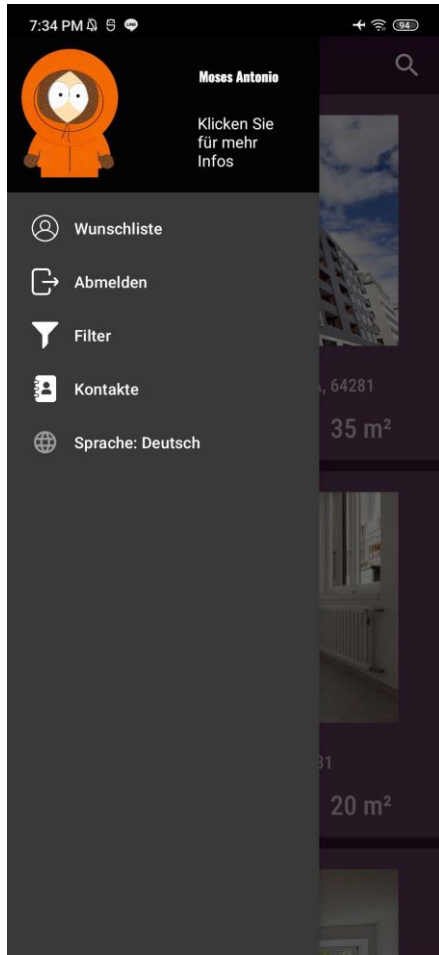 7:34 PM
94
Moses Antonio
Klicken Sie
für mehr
Infos
Wunschliste
Abmelden
Filter
Kontakte
Sprache: Deutsch
, 64281
35 m²
31
20 m²